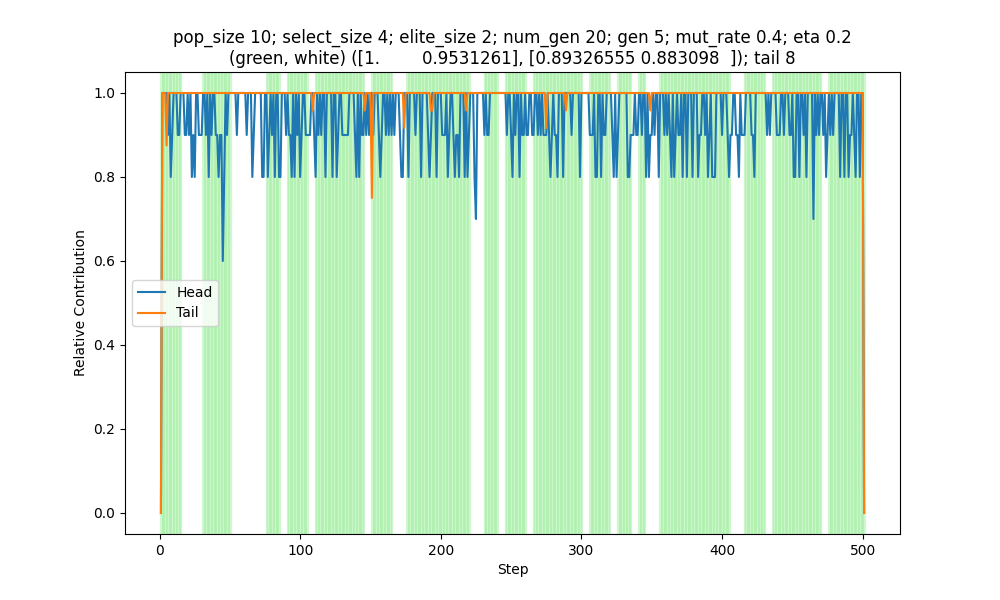 pop_size 10; select_size 4; elite_size 2; num_gen 20; gen 5; mut_rate 0.4; eta 0.2
(green, white) ([1.        0.9531261], [0.89326555 0.883098  ]); tail 8
1.0
0.8
0.6
0.4
0.2
0.0
Relative Contribution
Head
Tail
0
100
200
300
400
500
Step